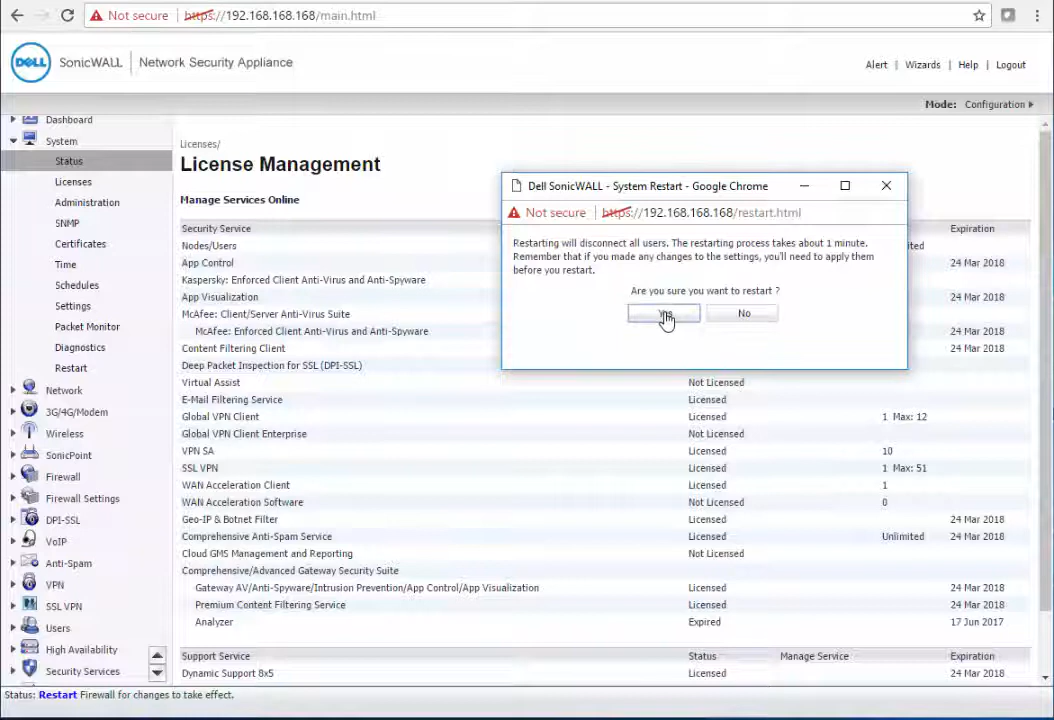 Not secure https://192.168.168.168/main.html
DELL SonicWALL Network Security Appliance
Alert | Wizards | Help | Logout
Mode: Configuration
Dashboard
System
Status
Licenses
Administration
SNMP
Certificates
Time
Schedules
Settings
Packet Monitor
Diagnostics
Restart
Network
3G/4G/Modem
Wireless
SonicPoint
Firewall
Firewall Settings
DPI-SSL
VoIP
Anti-Spam
VPN
SSL VPN
Users
High Availability
Security Services
Licenses/
License Management
Manage Services Online
Security Service Expiration
Nodes/Users
App Control 24 Mar 2018
Kaspersky: Enforced Client Anti-Virus and Anti-Spyware
App Visualization 24 Mar 2018
McAfee: Client/Server Anti-Virus Suite
McAfee: Enforced Client Anti-Virus and Anti-Spyware 24 Mar 2018
Content Filtering Client 24 Mar 2018
Deep Packet Inspection for SSL (DPI-SSL)
Virtual Assist Not Licensed
E-Mail Filtering Service Licensed
Global VPN Client Licensed 1 Max: 12
Global VPN Client Enterprise Not Licensed
VPN SA Licensed 10
SSL VPN Licensed 1 Max: 51
WAN Acceleration Client Licensed 1
WAN Acceleration Software Not Licensed 0
Geo-IP & Botnet Filter Licensed 24 Mar 2018
Comprehensive Anti-Spam Service Licensed Unlimited 24 Mar 2018
Cloud GMS Management and Reporting Not Licensed
Comprehensive/Advanced Gateway Security Suite
Gateway AV/Anti-Spyware/Intrusion Prevention/App Control/App Visualization Licensed 24 Mar 2018
Premium Content Filtering Service Licensed 24 Mar 2018
Analyzer Expired 17 Jun 2017
Support Service Status Manage Service Expiration
Dynamic Support 8x5 Licensed 24 Mar 2018
Dell SonicWALL - System Restart - Google Chrome
Not secure https://192.168.168.168/restart.html
Restarting will disconnect all users. The restarting process takes about 1 minute.
Remember that if you made any changes to the settings, you'll need to apply them
before you restart.
Are you sure you want to restart ?
Yes No
Status: Restart Firewall for changes to take effect.